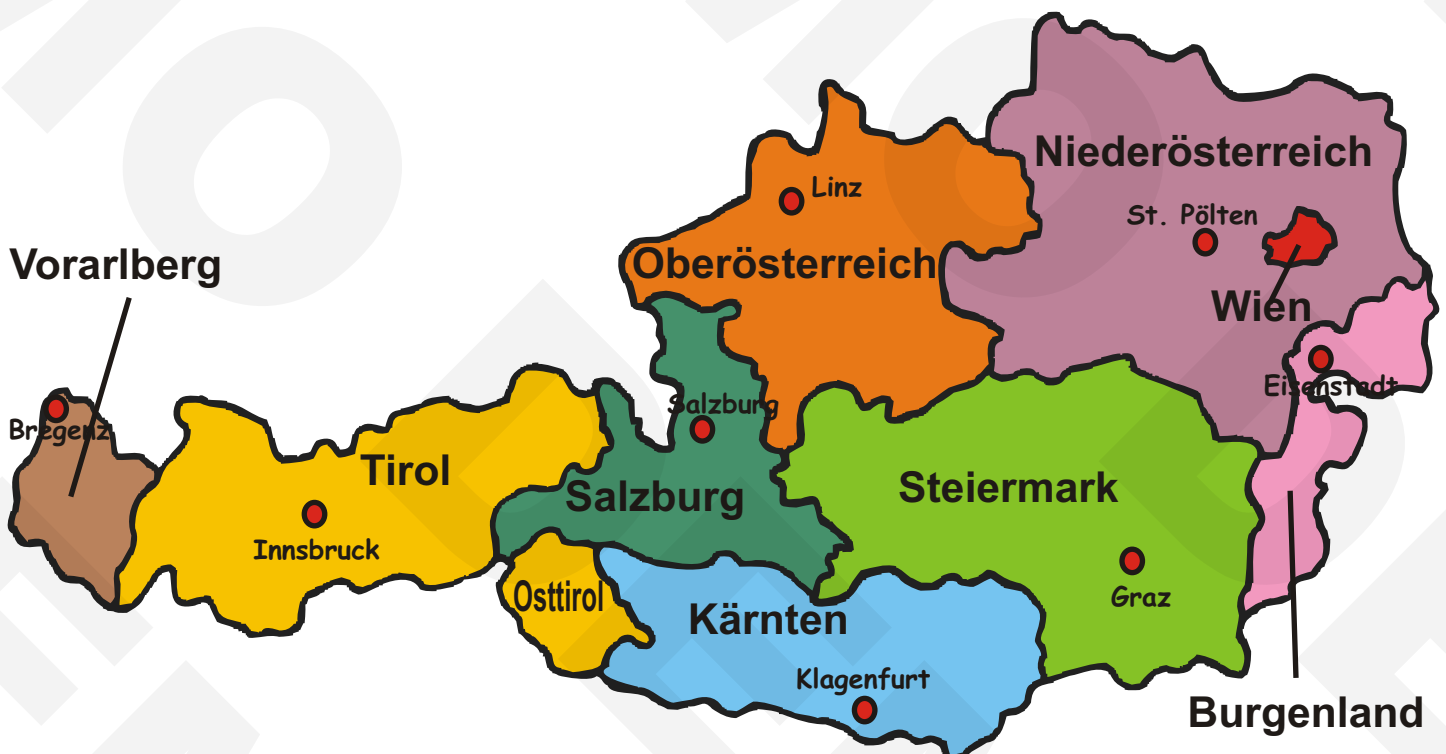 Niederösterreich
Linz
St. Pölten
Vorarlberg
Oberösterreich
Wien
Eisenstadt
Salzburg
Bregenz
Tirol
Salzburg
Steiermark
Innsbruck
Osttirol
Graz
Kärnten
Klagenfurt
Burgenland